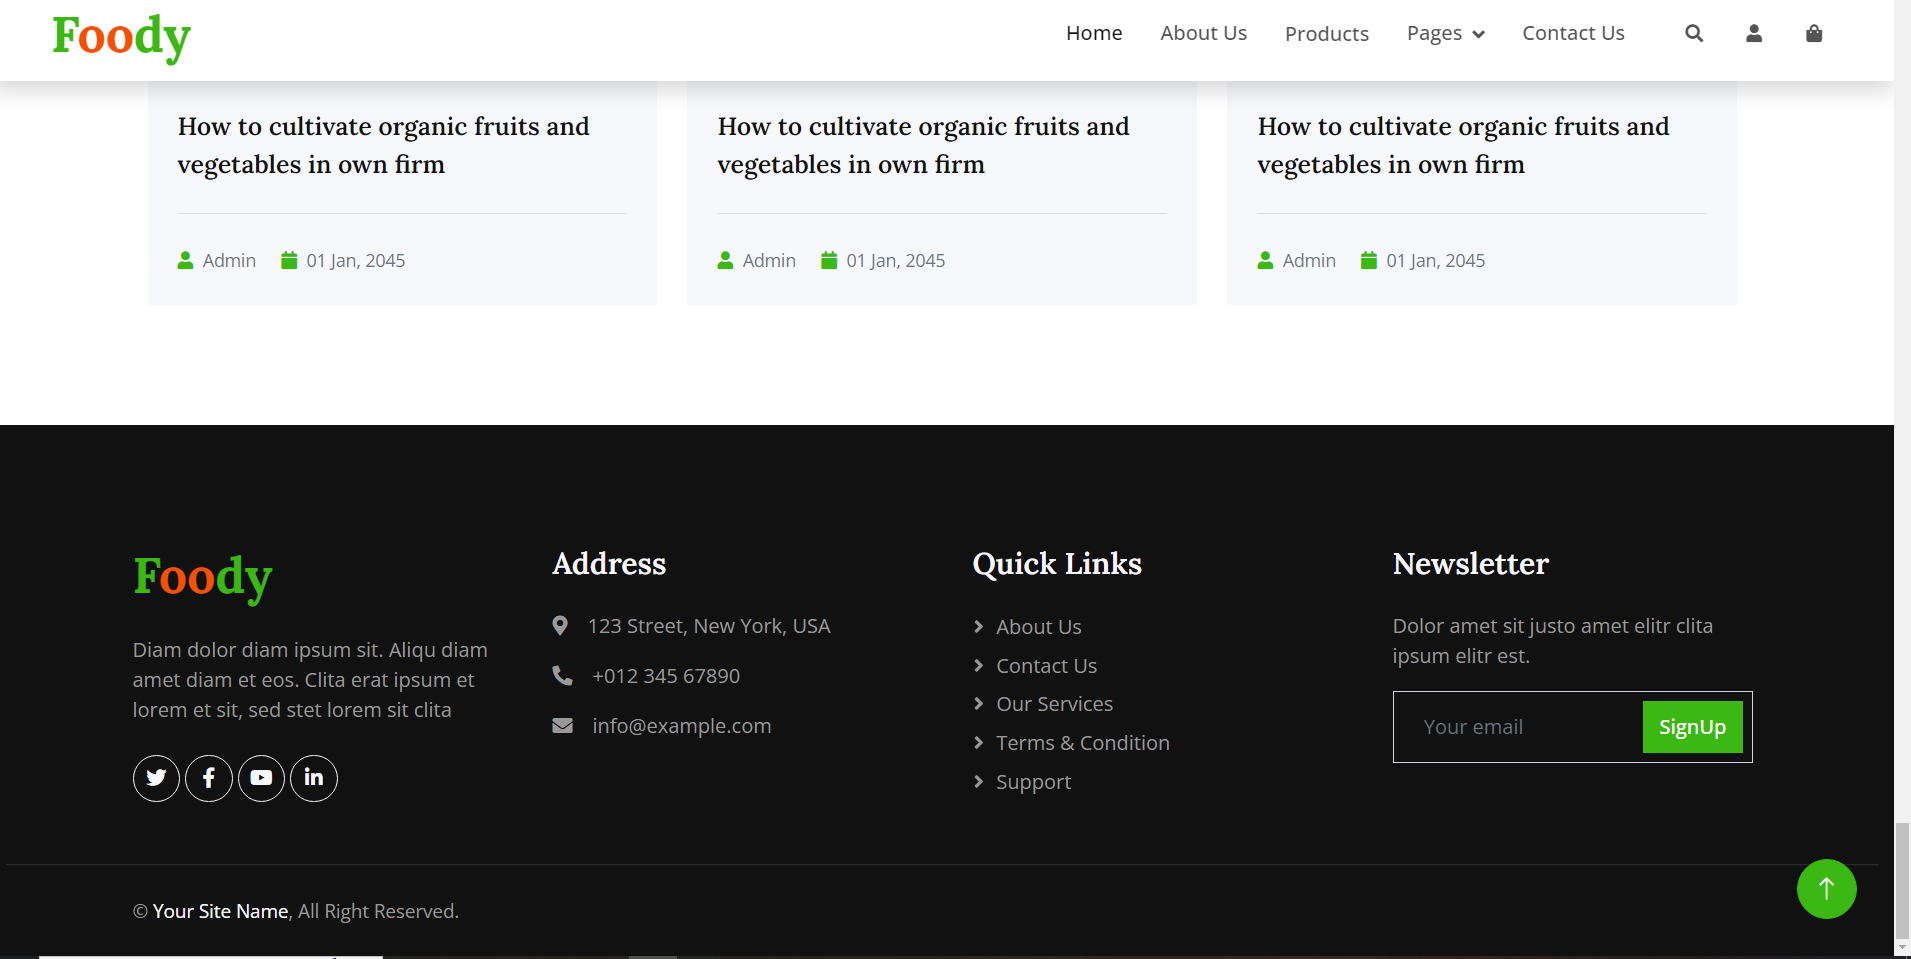 Foody
Home About Us Products Pages Contact Us
How to cultivate organic fruits and
vegetables in own firm
Admin 01 Jan, 2045
How to cultivate organic fruits and
vegetables in own firm
Admin 01 Jan, 2045
How to cultivate organic fruits and
vegetables in own firm
Admin 01 Jan, 2045
Foody
Diam dolor diam ipsum sit. Aliqu diam
amet diam et eos. Clita erat ipsum et
lorem et sit, sed stet lorem sit clita
Address
123 Street, New York, USA
+012 345 67890
info@example.com
Quick Links
About Us
Contact Us
Our Services
Terms & Condition
Support
Newsletter
Dolor amet sit justo amet elitr clita
ipsum elitr est.
Your email SignUp
© Your Site Name, All Right Reserved.